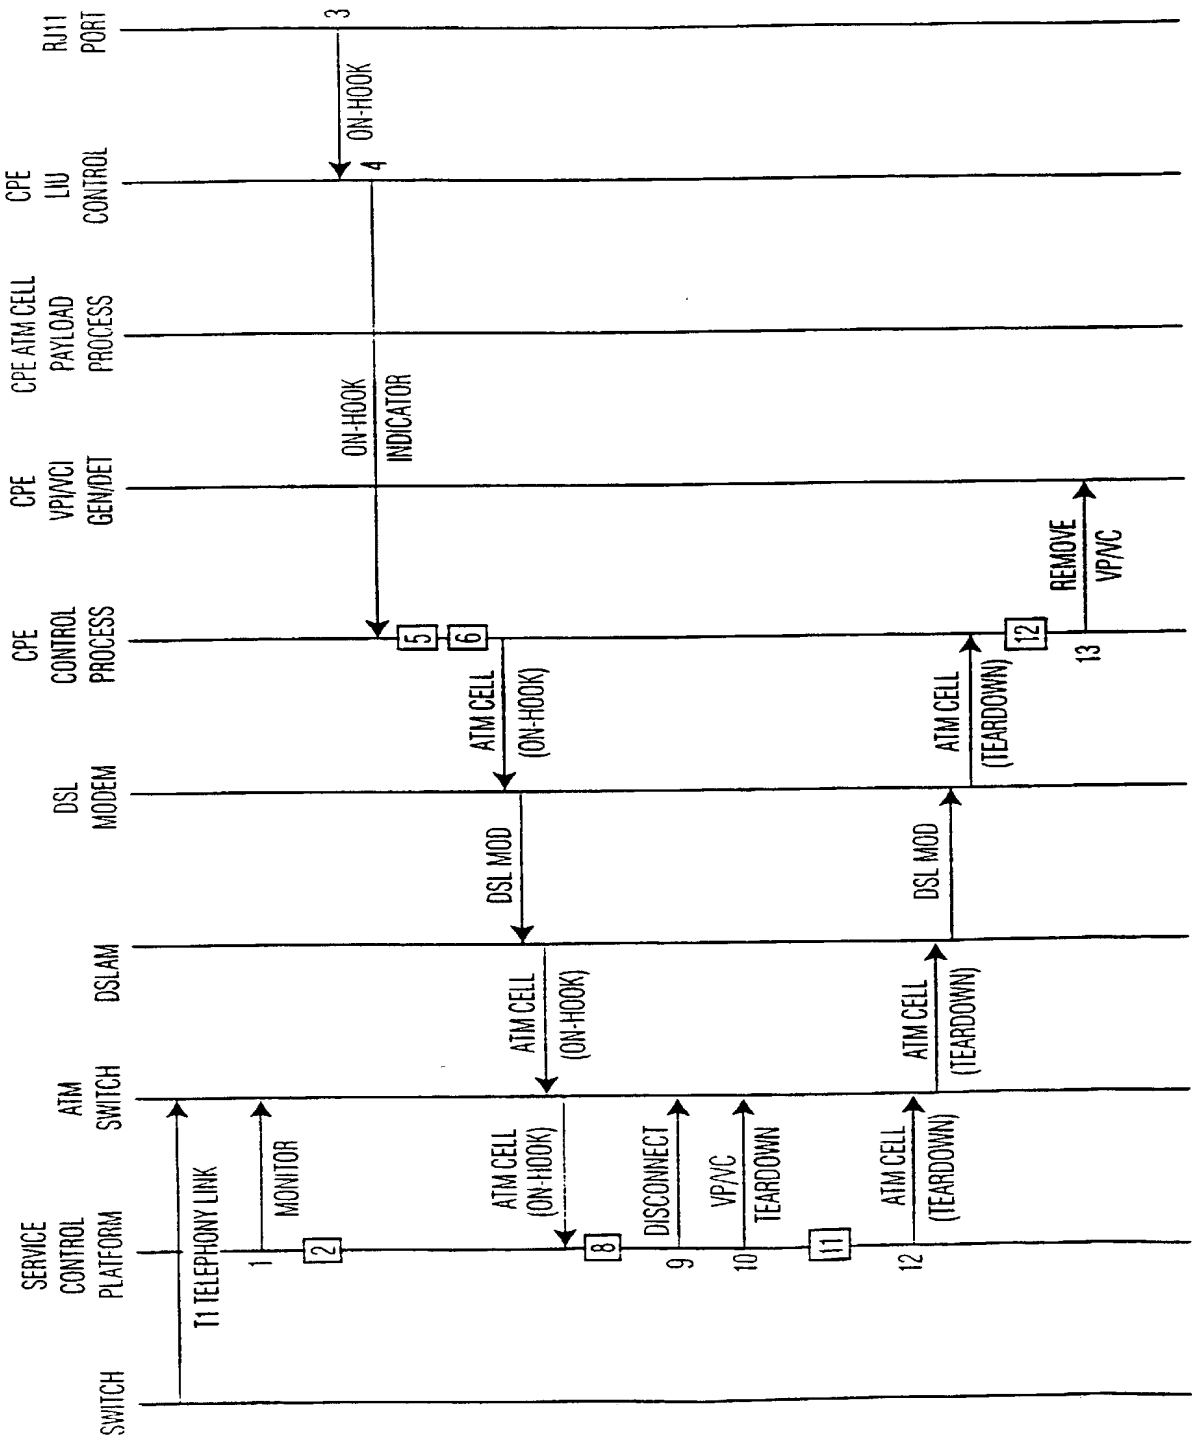 SWITCH
SERVICE
CONTROL
PLATFORM
ATM
SWITCH
DSLAM
DSL
MODEM
CPE
CONTROL
PROCESS
CPE
VPI/VCI
GEN/DET
CPE ATM CELL
PAYLOAD
PROCESS
CPE
LIU
CONTROL
RJ11
PORT
T1 TELEPHONY LINK
1
MONITOR
2
3
ON-HOOK
4
ON-HOOK
INDICATOR
5
6
ATM CELL
(ON-HOOK)
DSL MOD
ATM CELL
(ON-HOOK)
ATM CELL
(ON-HOOK)
8
9
DISCONNECT
10
VP/VC
TEARDOWN
11
12
ATM CELL
(TEARDOWN)
ATM CELL
(TEARDOWN)
DSL MOD
ATM CELL
(TEARDOWN)
12
13
REMOVE
VP/VC